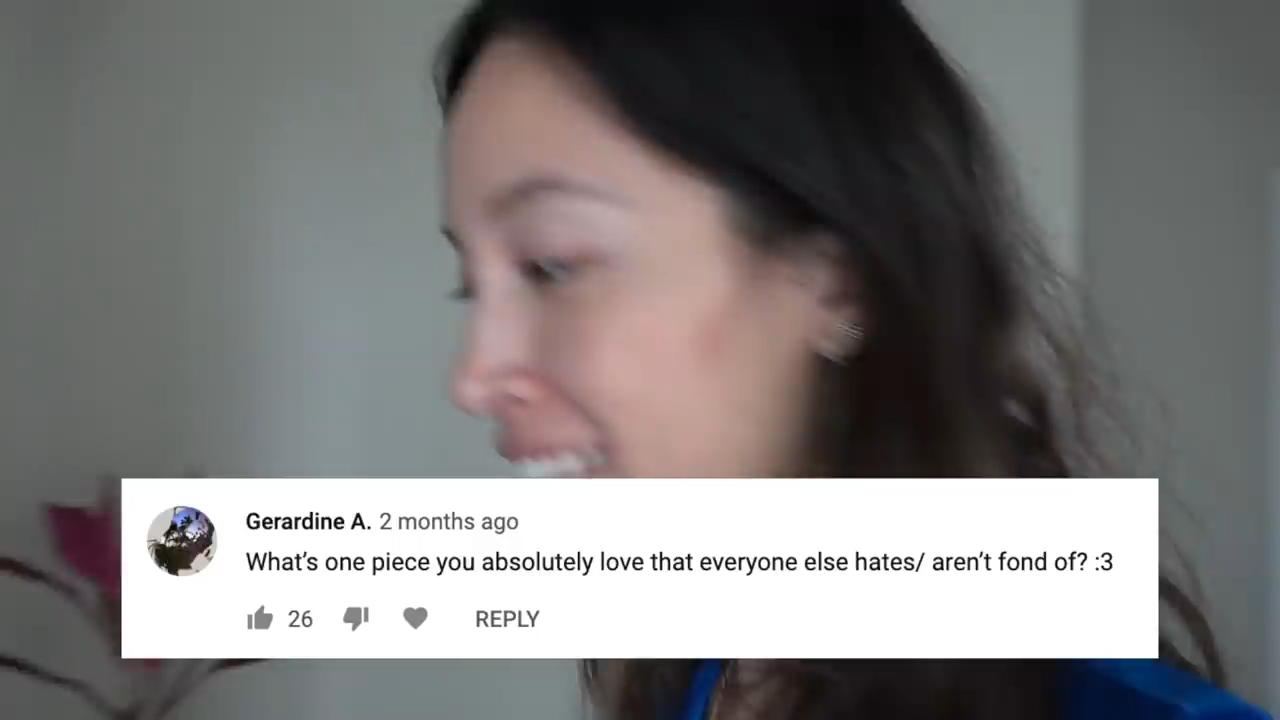 Gerardine A. 2 months ago
What's one piece you absolutely love that everyone else hates/ aren't fond of? :3
26 REPLY